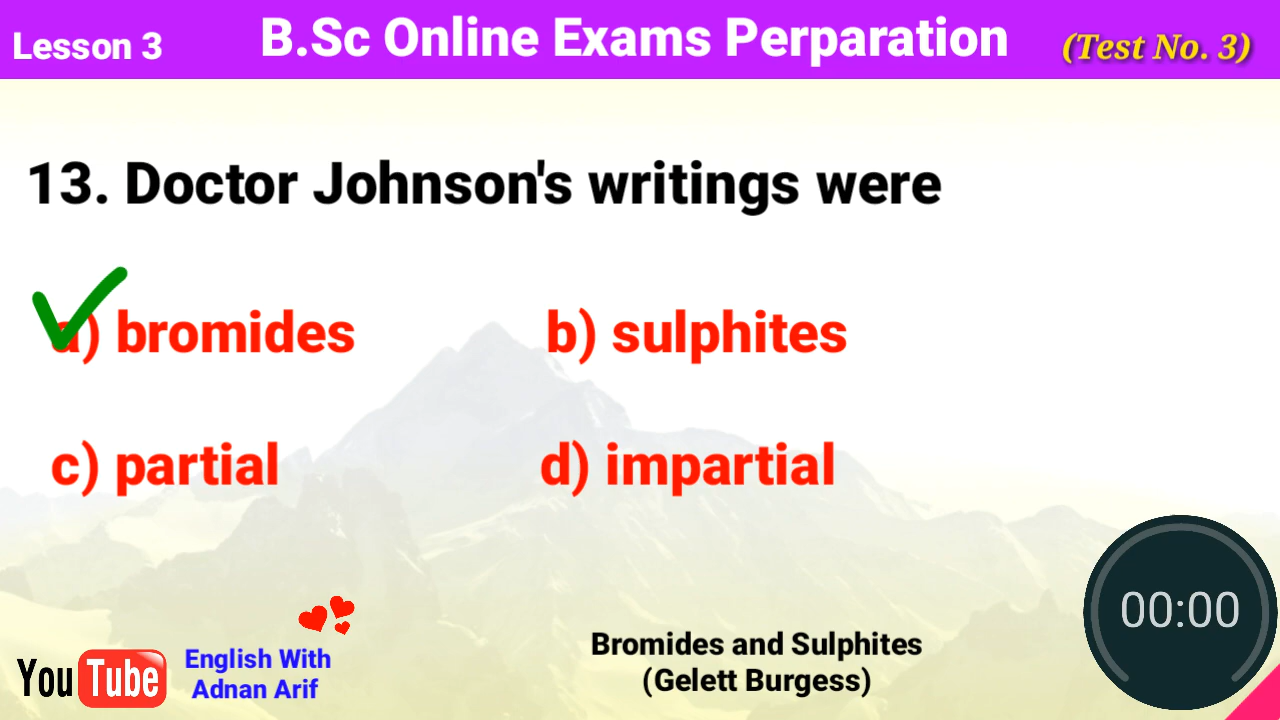 Lesson 3
B.Sc Online Exams Perparation
(Test No. 3)
13. Doctor Johnson's writings were
a) bromides
b) sulphites
c) partial
d) impartial
00:00
YouTube
English With
Adnan Arif
Bromides and Sulphites
(Gelett Burgess)